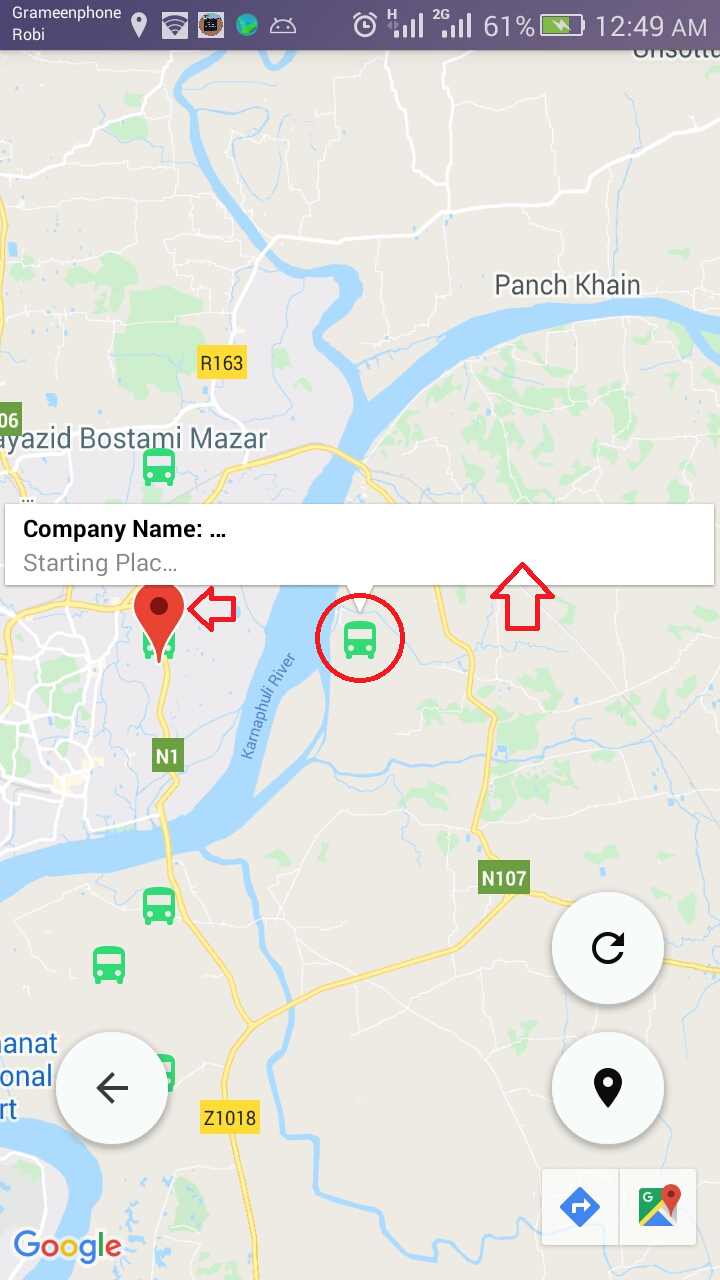 Grameenphone
Robi
H
2G
61%
12:49 AM
Panch Khain
R163
06
ayazid Bostami Mazar
...
Company Name: ...
Starting Plac...
Karnaphuli River
N1
N107
anat
onal
rt
Z1018
G
Google